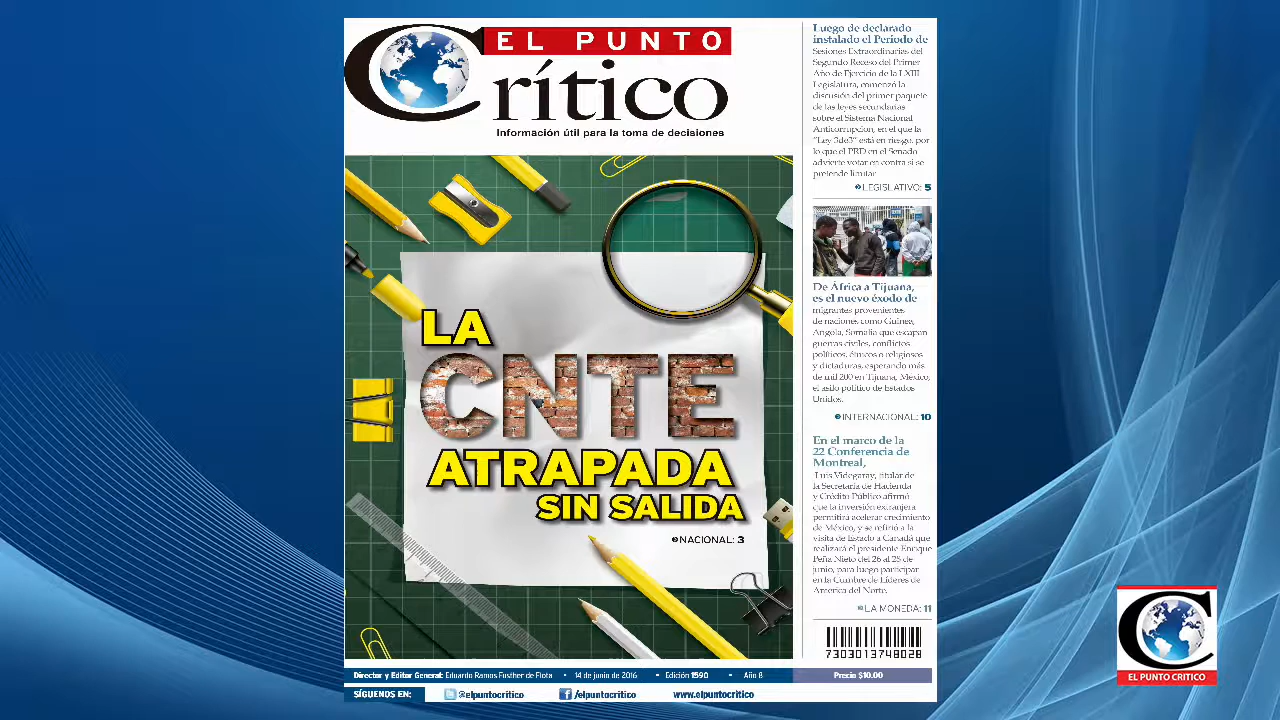 EL PUNTO
Crítico
Información útil para la toma de decisiones
LA
CNTE
ATRAPADA
SIN SALIDA
NACIONAL: 3
Luego de declarado
instalado el Periodo de
Sesiones Extraordinarias del
Segundo Receso del Primer
Año de Ejercicio de la LXIII
Legislatura, comenzó la
discusión del primer paquete
de las leyes secundarias
sobre el Sistema Nacional
Anticorrupcion, en el que la
"Ley 3de3" está en riesgo, por
lo que el PRD en el Senado
advierte votar en contra si se
pretende limitar
LEGISLATIVO: 5
De África a Tijuana,
es el nuevo éxodo de
migrantes provenientes
de naciones como Guinea,
Angola, Somalia que escapan
guerras civiles, conflictos
políticos, étnicos o religiosos
y dictaduras, esperando más
de mil 200 en Tijuana, México,
el asilo político de Estados
Unidos.
INTERNACIONAL: 10
En el marco de la
22 Conferencia de
Montreal,
Luis Videgaray, titular de
la Secretaría de Hacienda
y Crédito Público afirmó
que la inversión extranjera
permitirá acelerar crecimiento
de México, y se refirió a la
visita de Estado a Canadá que
realizará el presidente Enrique
Peña Nieto del 26 al 28 de
junio, para luego participar
en la Cumbre de Líderes de
América del Norte.
LA MONEDA: 11
7303013748028
Director y Editor General: Eduardo Ramos Fusther de Flota • 14 de junio de 2016 • Edición 1590 • Año 8 Precio $10.00
SÍGUENOS EN: @elpuntocritico /elpuntocritico www.elpuntocritico
EL PUNTO CRITICO